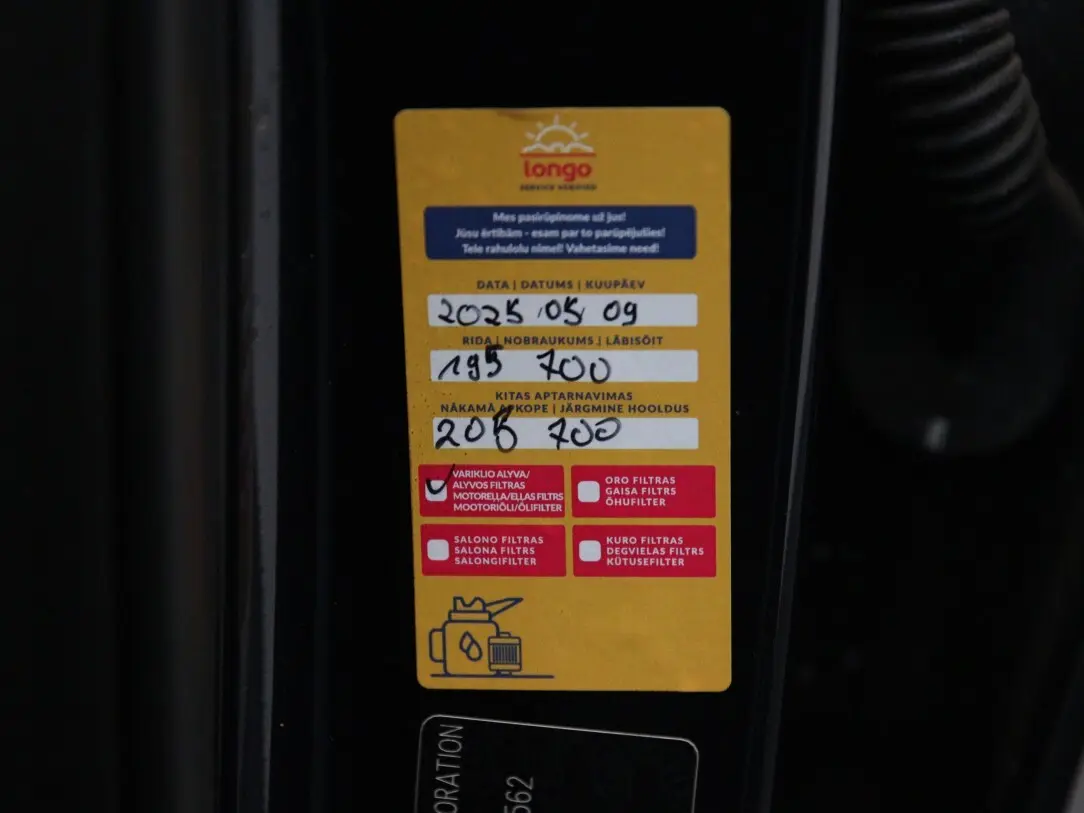 longo
SERVICE VERIFIED
Mes pasirūpinome už jus!
Jūsu ērtībām - esam par to parūpējušies!
Teie rahulolu nimel! Vahetasime need!
DATA | DATUMS | KUUPÄEV
2025 05 09
RIDA | NOBRAUKUMS | LÄBISÕIT
195 700
KITAS APTARNAVIMAS
NĀKAMĀ APKOPE | JÄRGMINE HOOLDUS
205 700
VARIKLIO ALYVA/
ALYVOS FILTRAS
MOTOREĻĻA/EĻĻAS FILTRS
MOOTORIÕLI/ÕLIFILTER
ORO FILTRAS
GAISA FILTRS
ÕHUFILTER
SALONO FILTRAS
SALONA FILTRS
SALONGIFILTER
KURO FILTRAS
DEGVIELAS FILTRS
KÜTUSEFILTER
ORATION
562